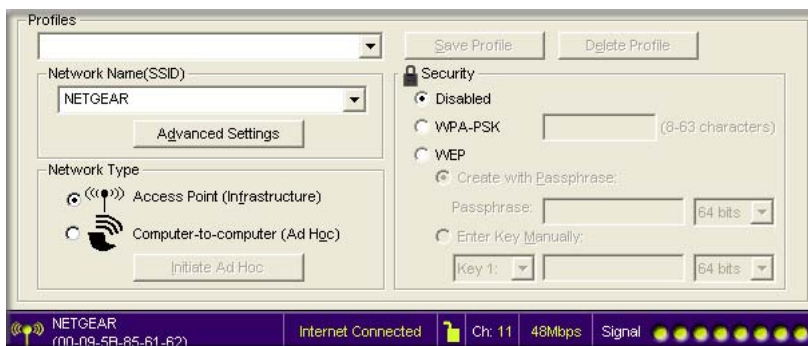 Profiles
Save Profile
Delete Profile
Network Name(SSID)
NETGEAR
Advanced Settings
Network Type
Access Point (Infrastructure)
Computer-to-computer (Ad Hoc)
Initiate Ad Hoc
Security
Disabled
WPA-PSK (8-63 characters)
WEP
Create with Passphrase:
Passphrase: 64 bits
Enter Key Manually:
Key 1: 64 bits
NETGEAR
(00-09-5B-85-61-62)
Internet Connected
Ch: 11
48Mbps
Signal